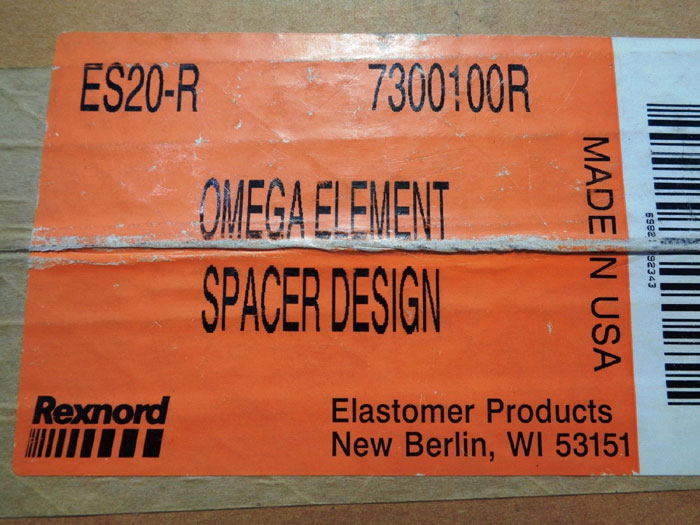 ES20-R 7300100R
OMEGA ELEMENT
SPACER DESIGN
MADE IN USA
Rexnord
Elastomer Products
New Berlin, WI 53151